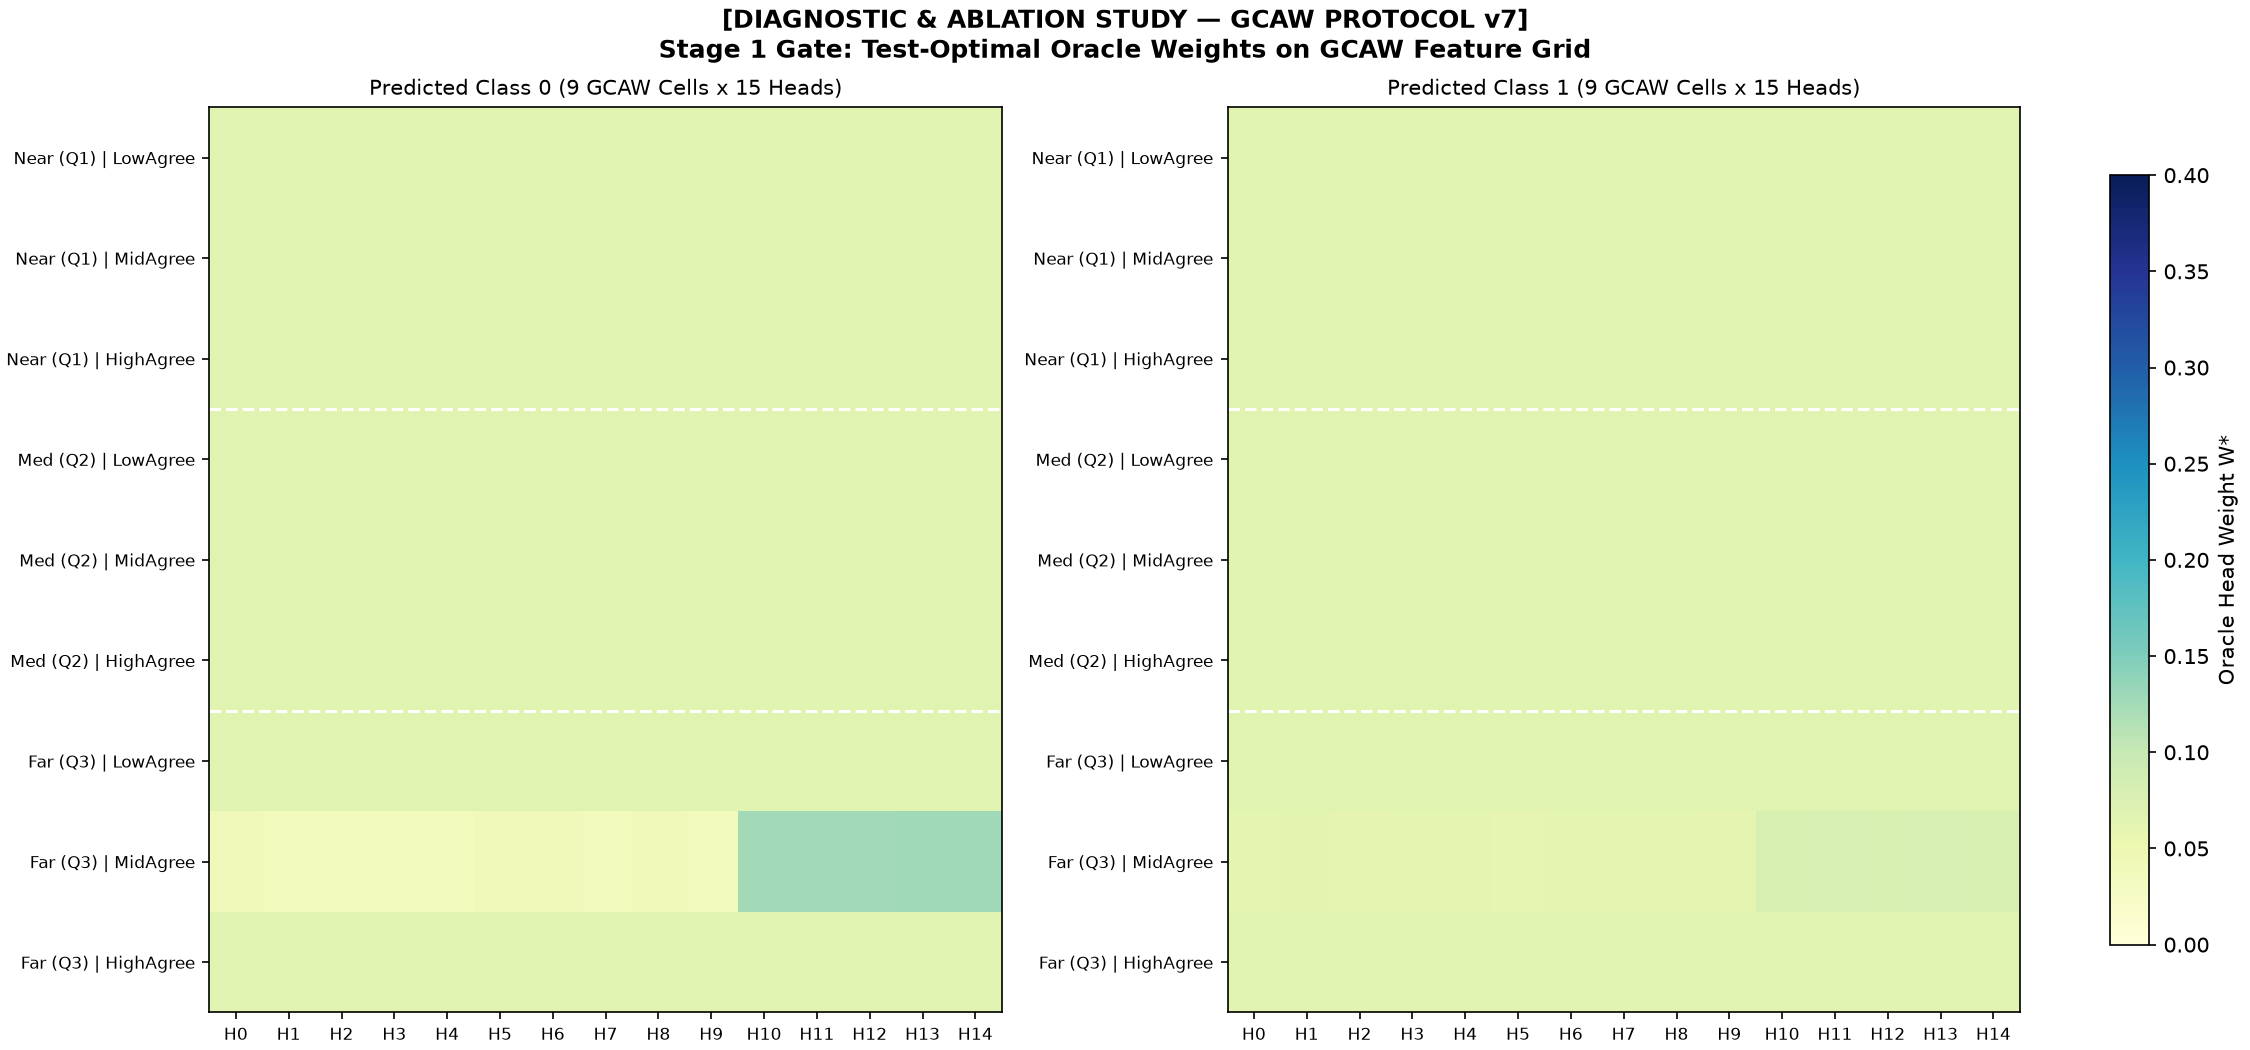 [DIAGNOSTIC & ABLATION STUDY — GCAW PROTOCOL v7]
Stage 1 Gate: Test-Optimal Oracle Weights on GCAW Feature Grid
Predicted Class 0 (9 GCAW Cells x 15 Heads)
Near (Q1) | LowAgree
Near (Q1) | MidAgree
Near (Q1) | HighAgree
Med (Q2) | LowAgree
Med (Q2) | MidAgree
Med (Q2) | HighAgree
Far (Q3) | LowAgree
Far (Q3) | MidAgree
Far (Q3) | HighAgree
H0 H1 H2 H3 H4 H5 H6 H7 H8 H9 H10 H11 H12 H13 H14
Predicted Class 1 (9 GCAW Cells x 15 Heads)
Near (Q1) | LowAgree
Near (Q1) | MidAgree
Near (Q1) | HighAgree
Med (Q2) | LowAgree
Med (Q2) | MidAgree
Med (Q2) | HighAgree
Far (Q3) | LowAgree
Far (Q3) | MidAgree
Far (Q3) | HighAgree
H0 H1 H2 H3 H4 H5 H6 H7 H8 H9 H10 H11 H12 H13 H14
0.40
0.35
0.30
0.25
0.20
0.15
0.10
0.05
0.00
Oracle Head Weight W*